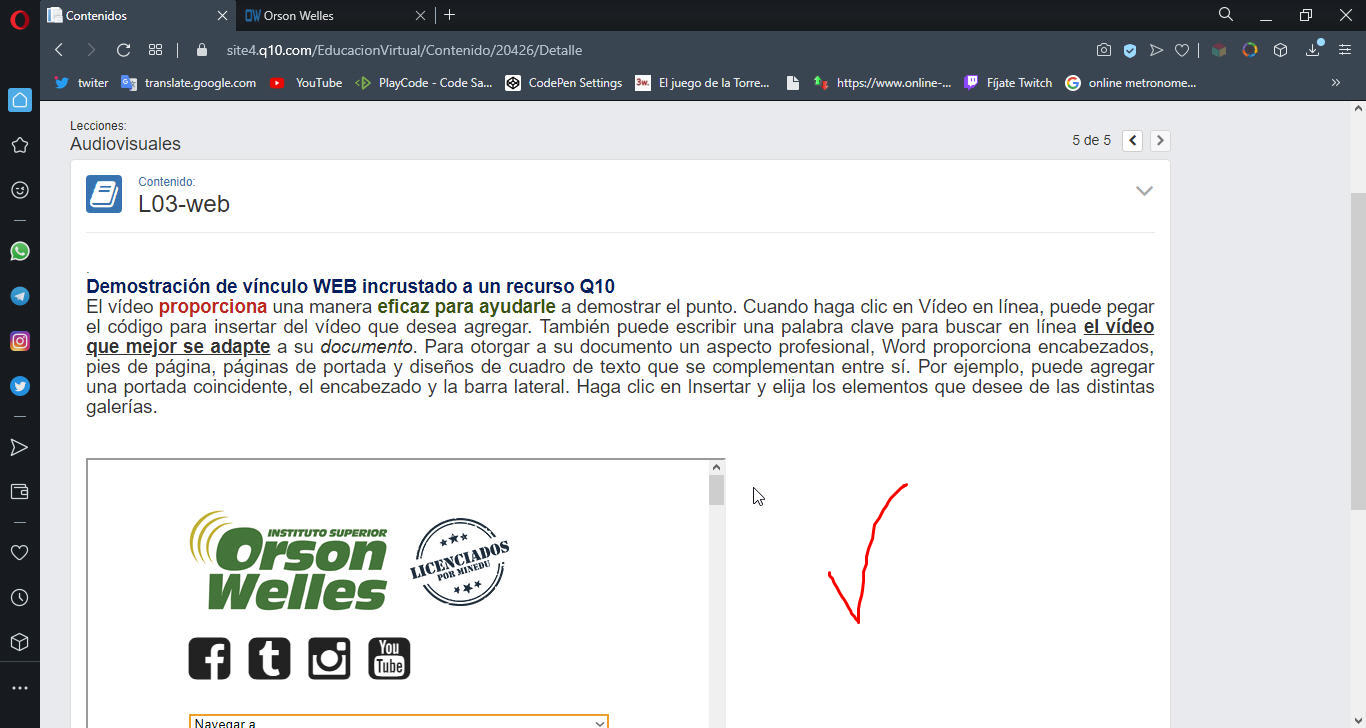 Contenidos
Orson Welles
site4.q10.com/EducacionVirtual/Contenido/20426/Detalle
twiter
translate.google.com
YouTube
PlayCode - Code Sa...
CodePen Settings
3w.
El juego de la Torre...
https://www.online-...
Fíjate Twitch
online metronome...
Lecciones:
Audiovisuales
5 de 5
Contenido:
L03-web
Demostración de vínculo WEB incrustado a un recurso Q10
El vídeo proporciona una manera eficaz para ayudarle a demostrar el punto. Cuando haga clic en Vídeo en línea, puede pegar
el código para insertar del vídeo que desea agregar. También puede escribir una palabra clave para buscar en línea el vídeo
que mejor se adapte a su documento. Para otorgar a su documento un aspecto profesional, Word proporciona encabezados,
pies de página, páginas de portada y diseños de cuadro de texto que se complementan entre sí. Por ejemplo, puede agregar
una portada coincidente, el encabezado y la barra lateral. Haga clic en Insertar y elija los elementos que desee de las distintas
galerías.
INSTITUTO SUPERIOR
Orson
Welles
LICENCIADOS
POR MINEDU
You
Tube
Navegar a